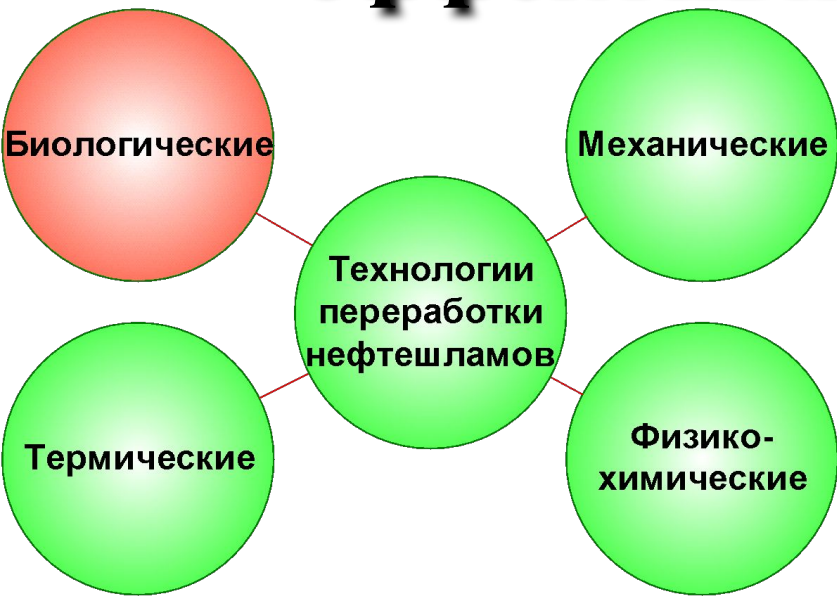 Биологические
Механические
Технологии
переработки
нефтешламов
Термические
Физико-
химические